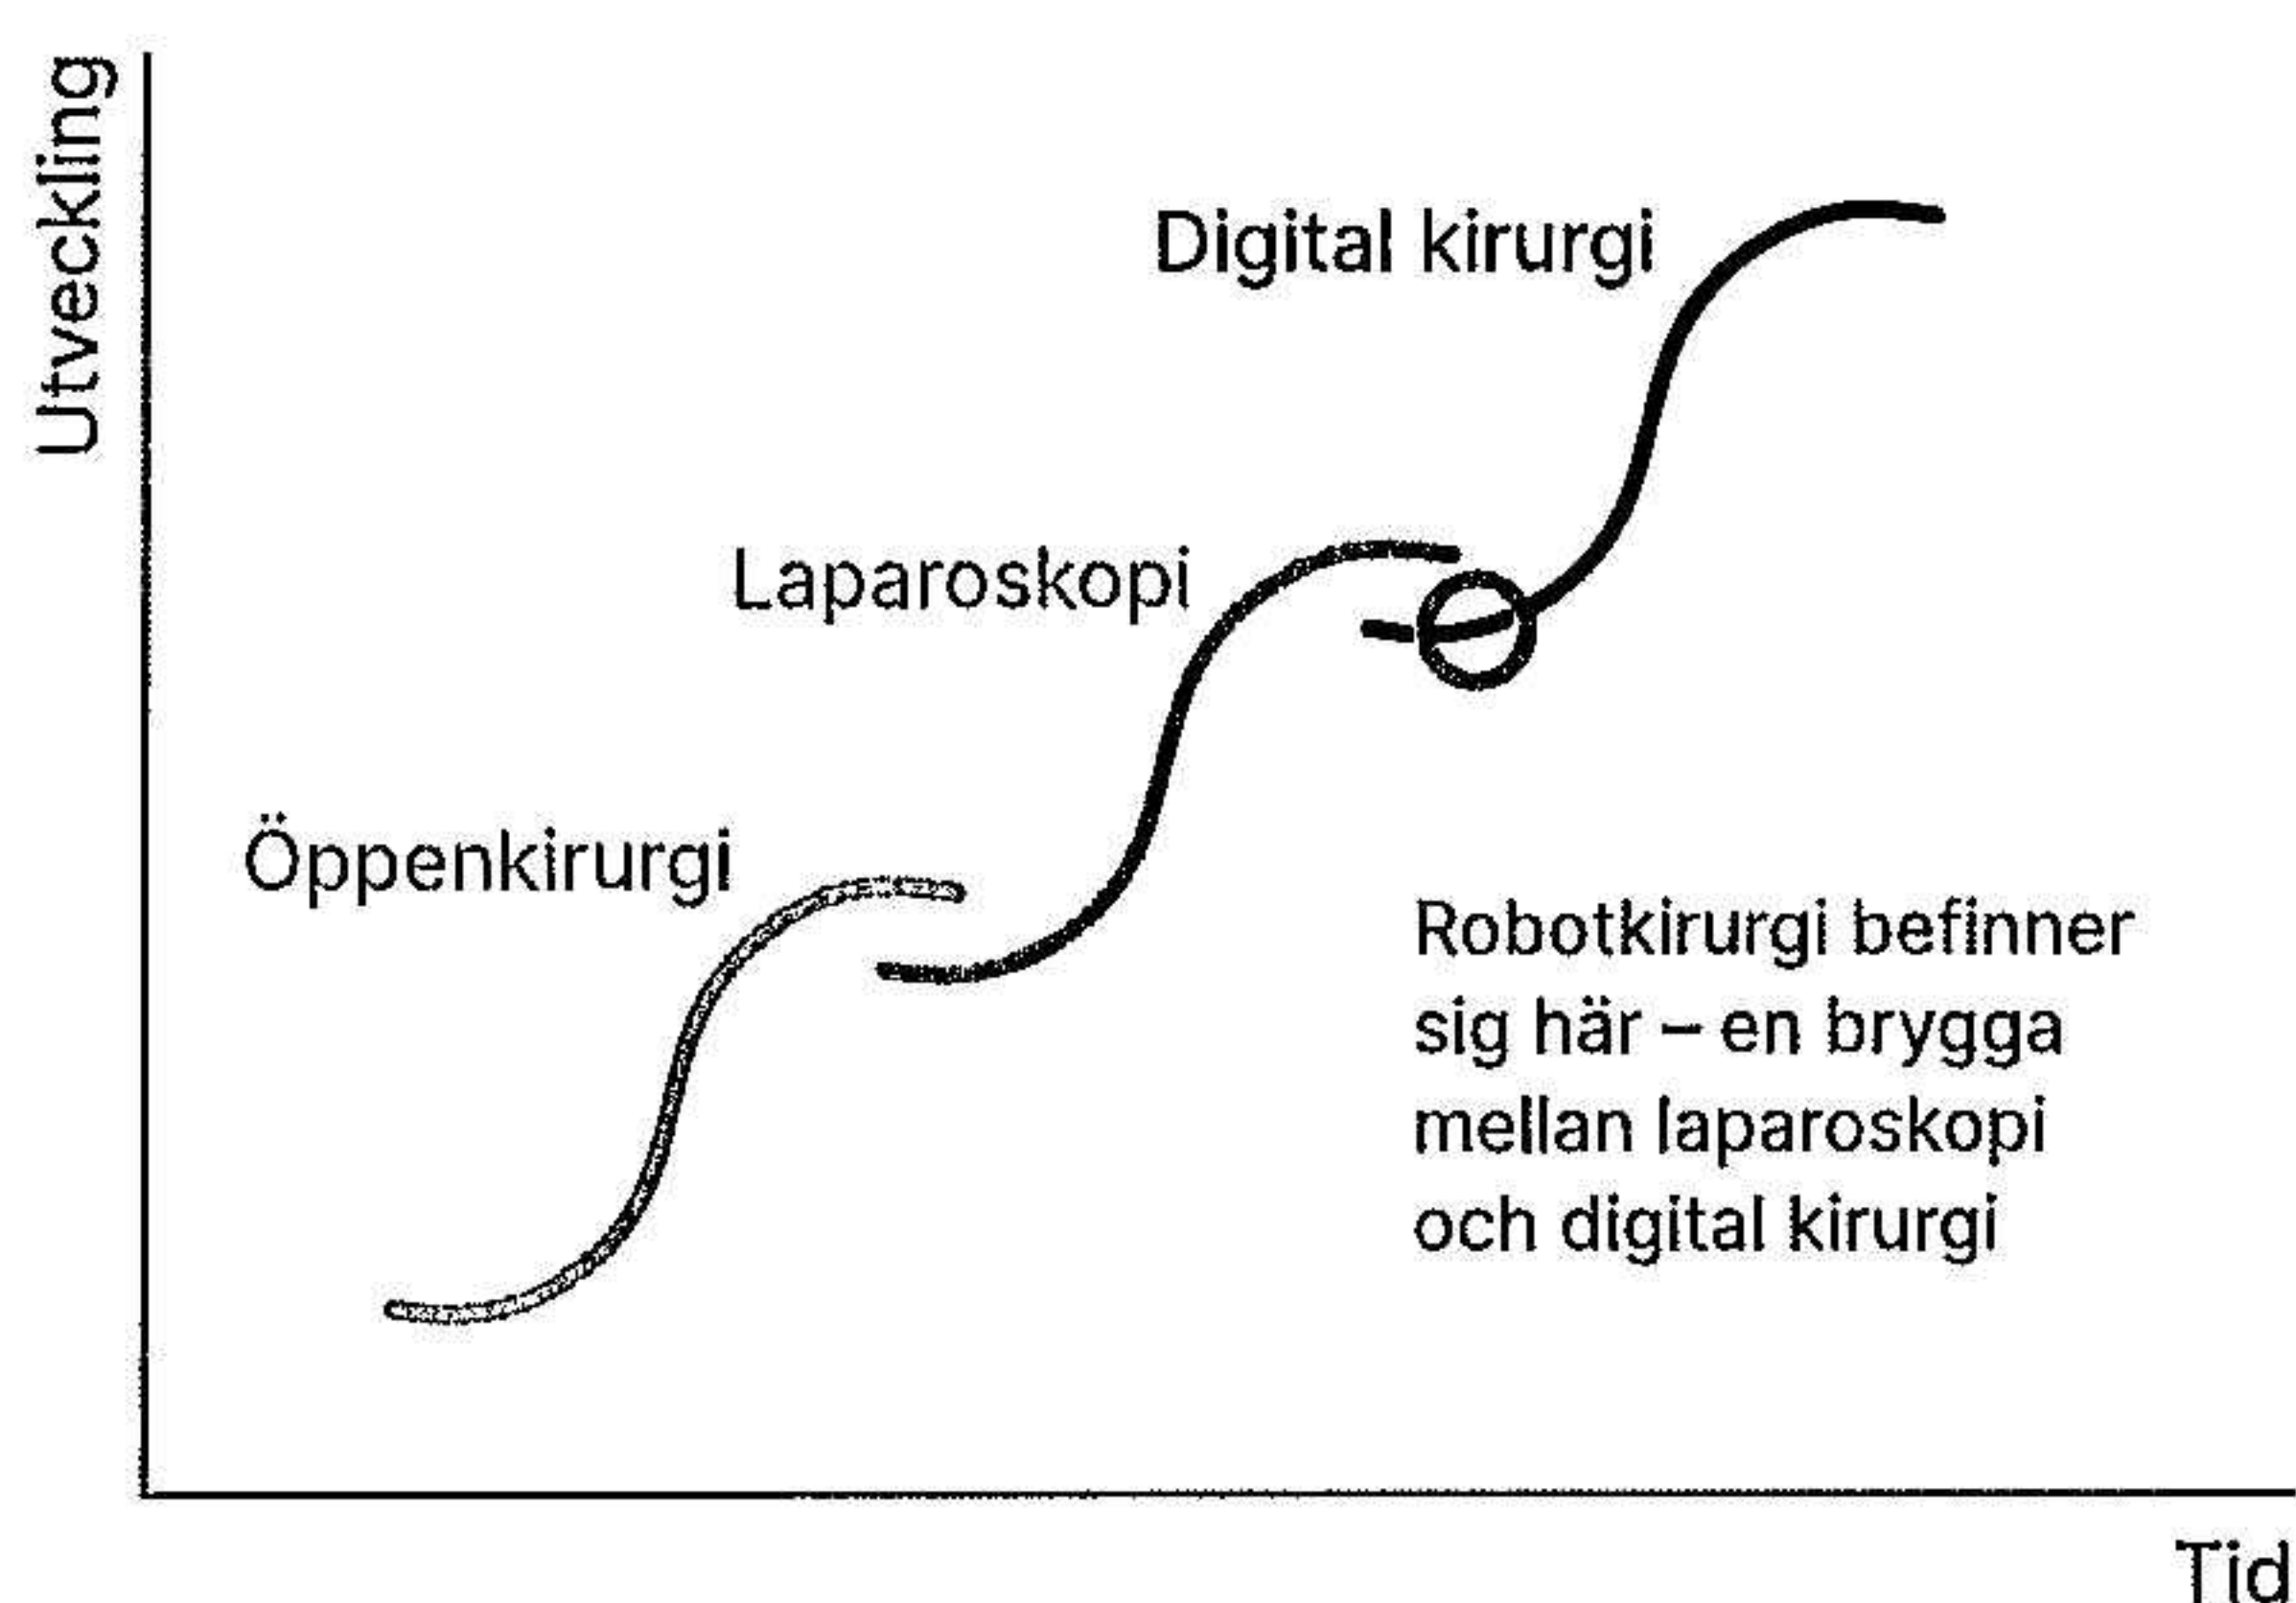 Utveckling
Digital kirurgi
Laparoskopi
Öppenkirurgi
Robotkirurgi befinner
sig här – en brygga
mellan laparoskopi
och digital kirurgi
Tid